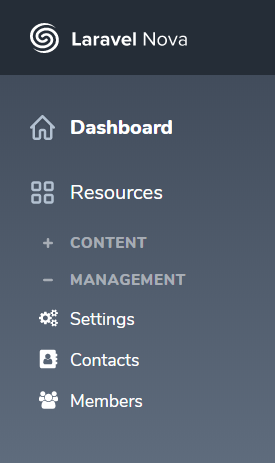 Laravel Nova
Dashboard
Resources
+ CONTENT
− MANAGEMENT
Settings
Contacts
Members